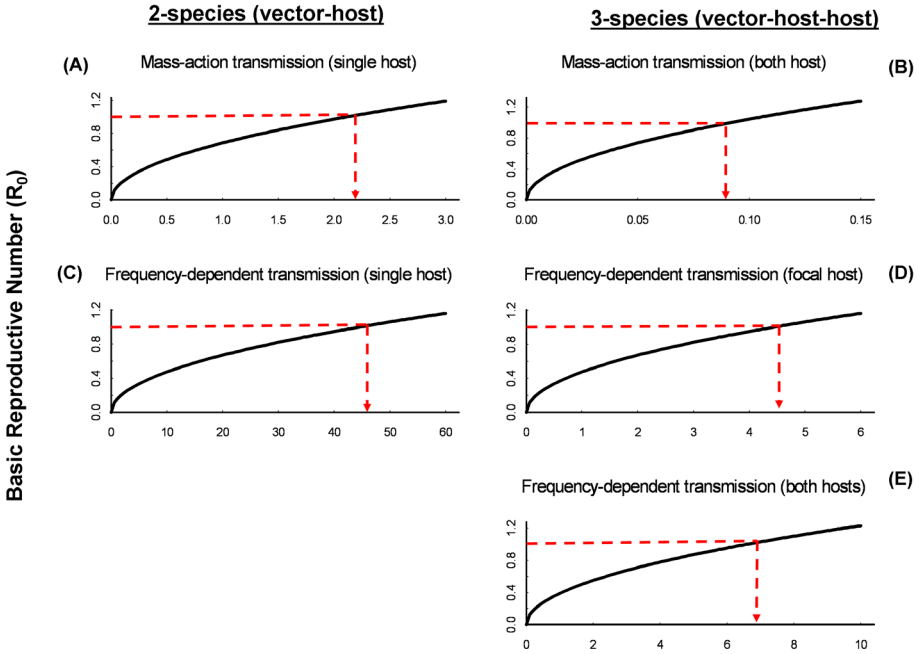 2-species (vector-host)
3-species (vector-host-host)
(A)
Mass-action transmission (single host)
1.2
0.8
0.4
0.0
0.0 0.5 1.0 1.5 2.0 2.5 3.0
Mass-action transmission (both host)
(B)
1.2
0.8
0.4
0.0
0.00 0.05 0.10 0.15
Basic Reproductive Number (R0)
(C)
Frequency-dependent transmission (single host)
1.2
0.8
0.4
0.0
0 10 20 30 40 50 60
Frequency-dependent transmission (focal host)
(D)
1.2
0.8
0.4
0.0
0 1 2 3 4 5 6
Frequency-dependent transmission (both hosts)
(E)
1.2
0.8
0.4
0.0
0 2 4 6 8 10